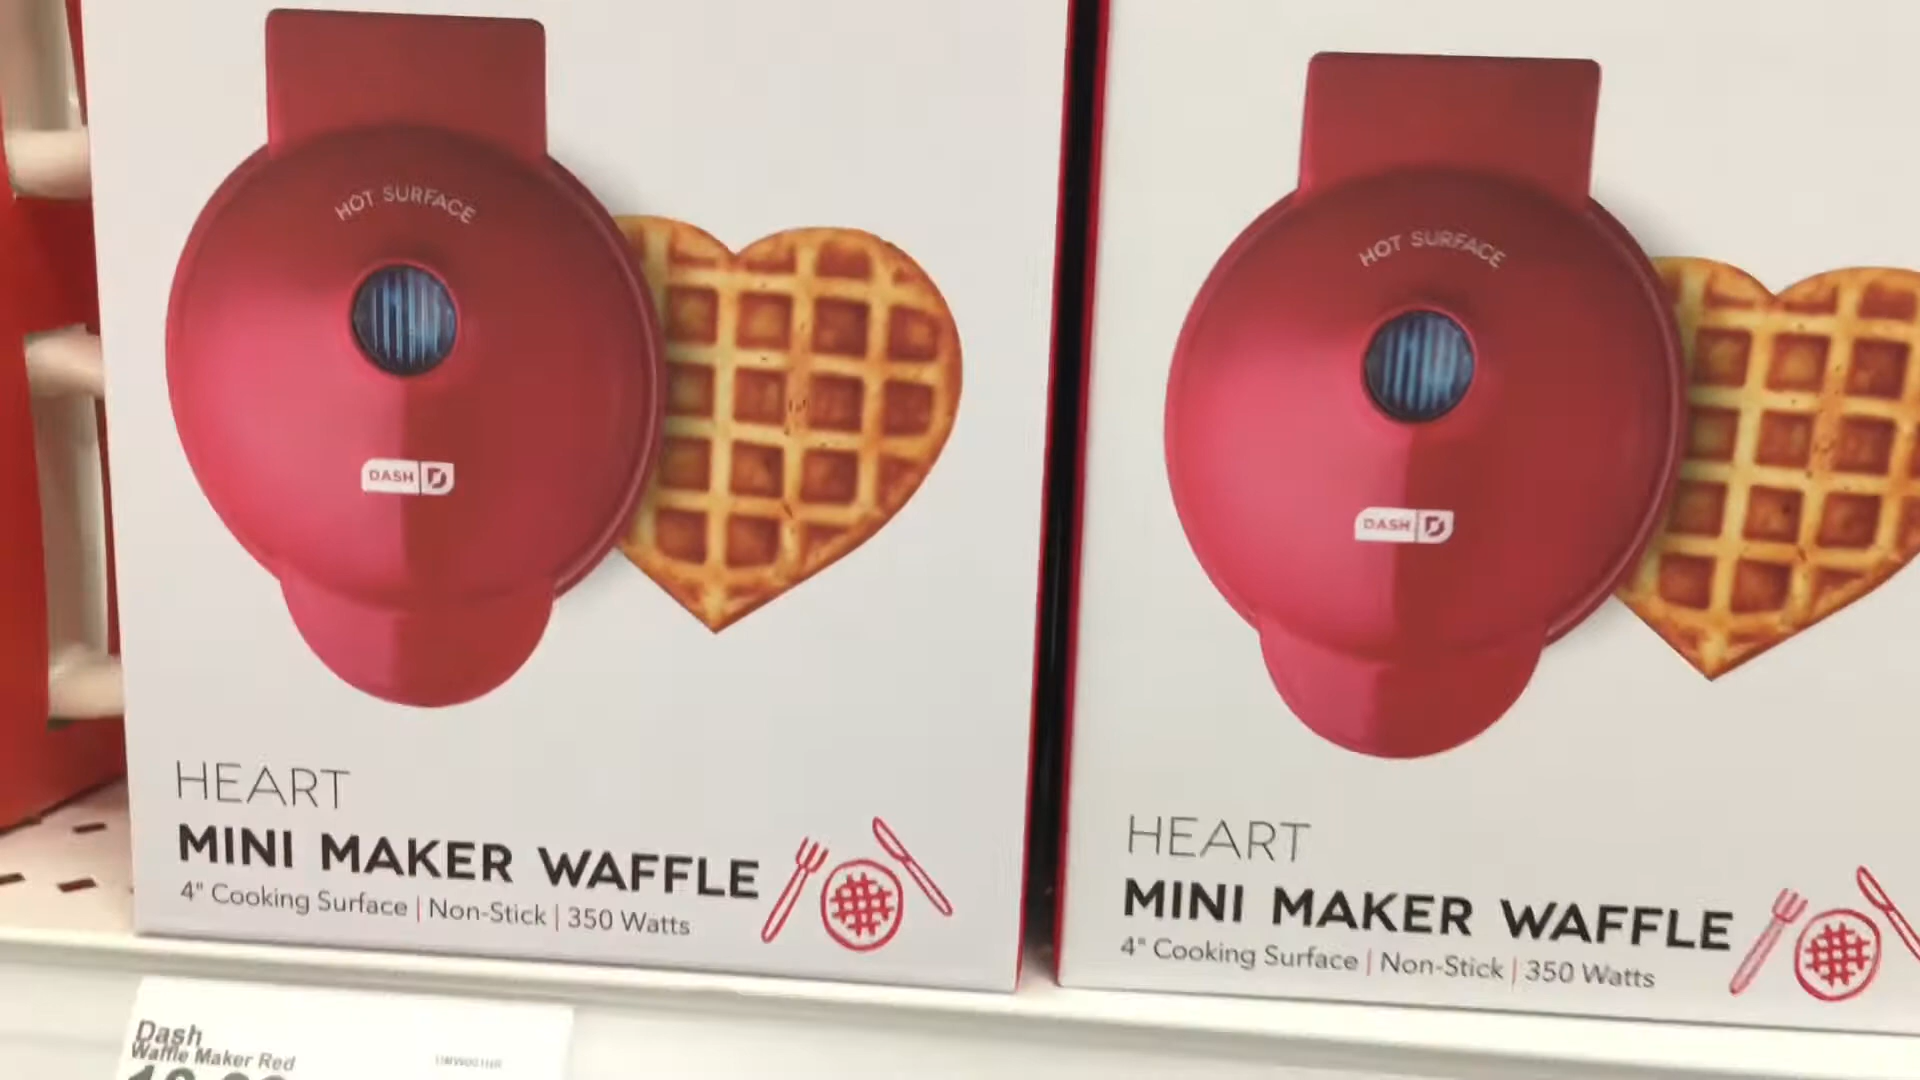 HOT SURFACE
DASH
HEART
MINI MAKER WAFFLE
4" Cooking Surface | Non-Stick | 350 Watts
HOT SURFACE
DASH
HEART
MINI MAKER WAFFLE
4" Cooking Surface | Non-Stick | 350 Watts
Dash
Waffle Maker Red